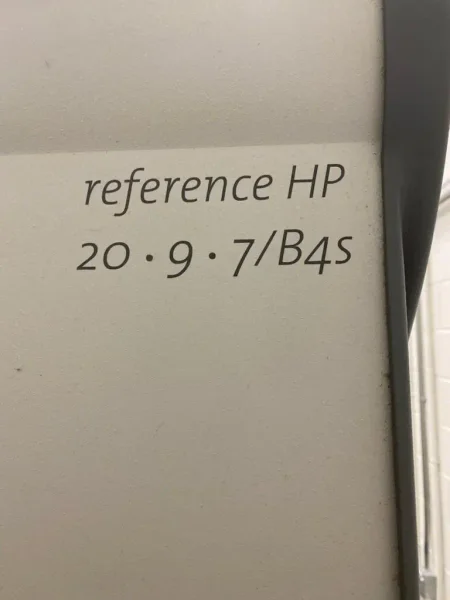 reference HP
20 · 9 · 7/B4s